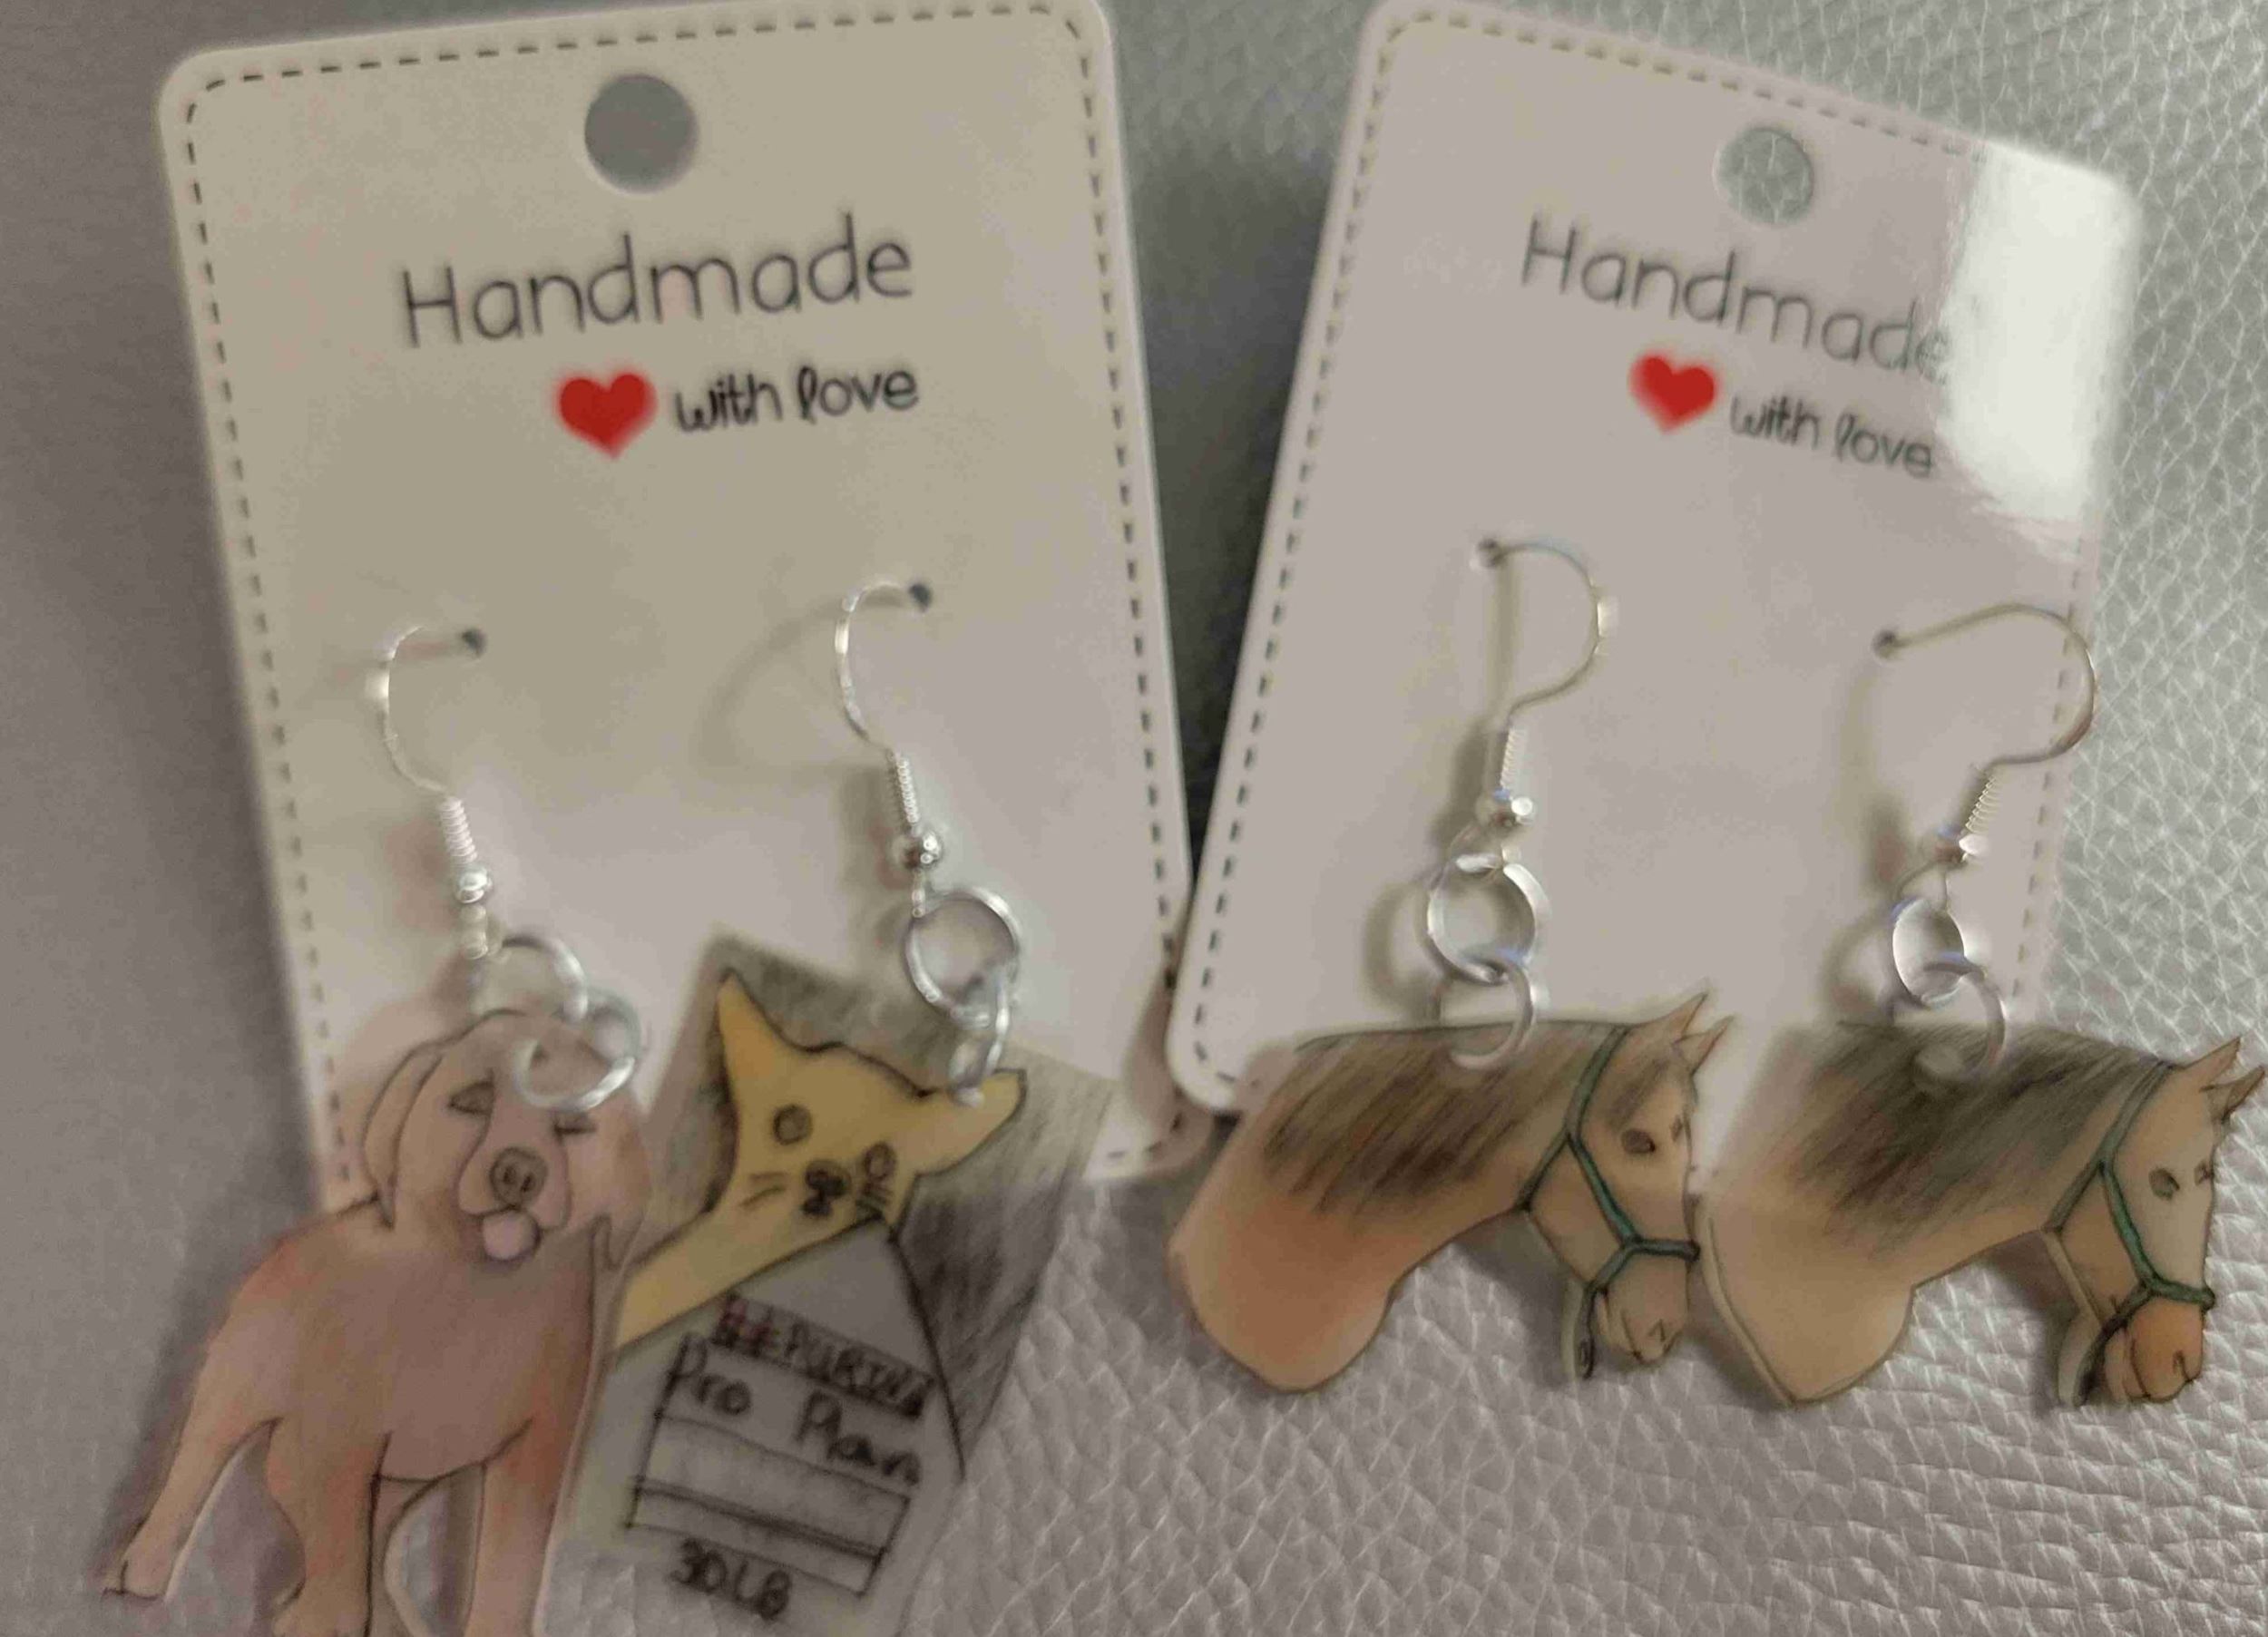 Handmade
with love
Handmade
with love
PURINA
Pro Plan
30LB